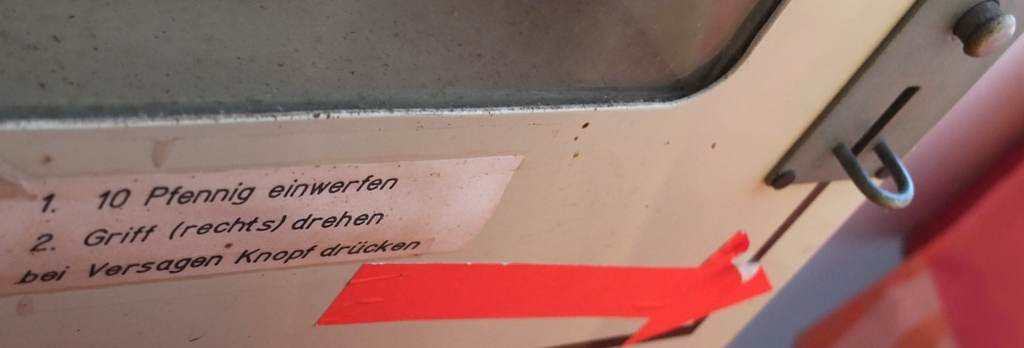 1. 10 Pfennig einwerfen
2. Griff (rechts) drehen
bei Versagen Knopf drücken